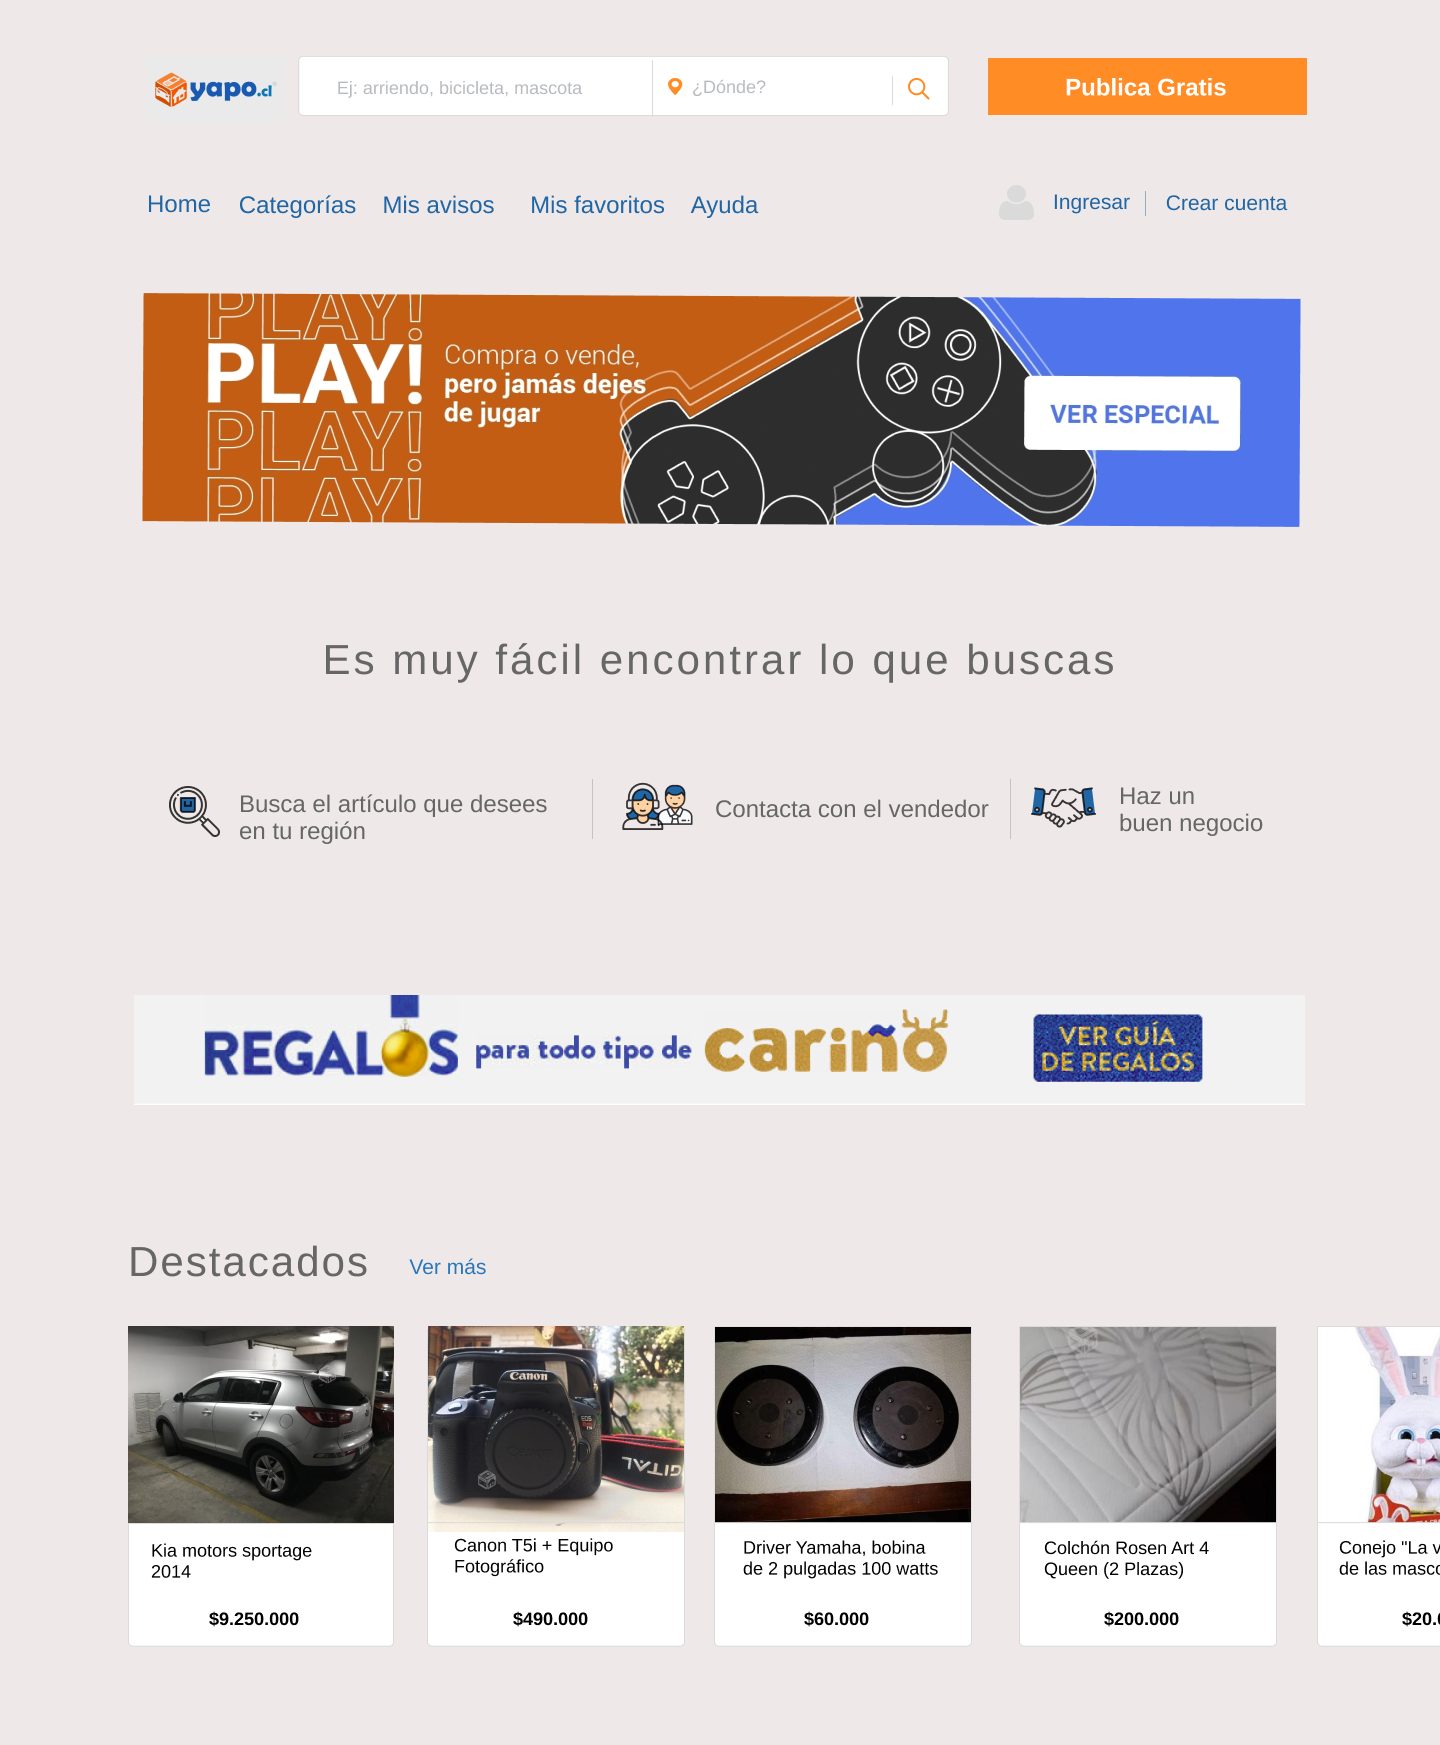 yapo.cl
Ej: arriendo, bicicleta, mascota
¿Dónde?
Publica Gratis
Home
Categorías
Mis avisos
Mis favoritos
Ayuda
Ingresar
Crear cuenta
PLAY!
PLAY!
PLAY!
PLAY!
Compra o vende,
pero jamás dejes
de jugar
VER ESPECIAL
Es muy fácil encontrar lo que buscas
Busca el artículo que desees
en tu región
Contacta con el vendedor
Haz un
buen negocio
REGALOS para todo tipo de cariño
VER GUÍA
DE REGALOS
Destacados
Ver más
Canon
EOS
DIGITAL
Kia motors sportage
2014
$9.250.000
Canon T5i + Equipo
Fotográfico
$490.000
Driver Yamaha, bobina
de 2 pulgadas 100 watts
$60.000
Colchón Rosen Art 4
Queen (2 Plazas)
$200.000
Conejo "La v
de las masco
$20.0